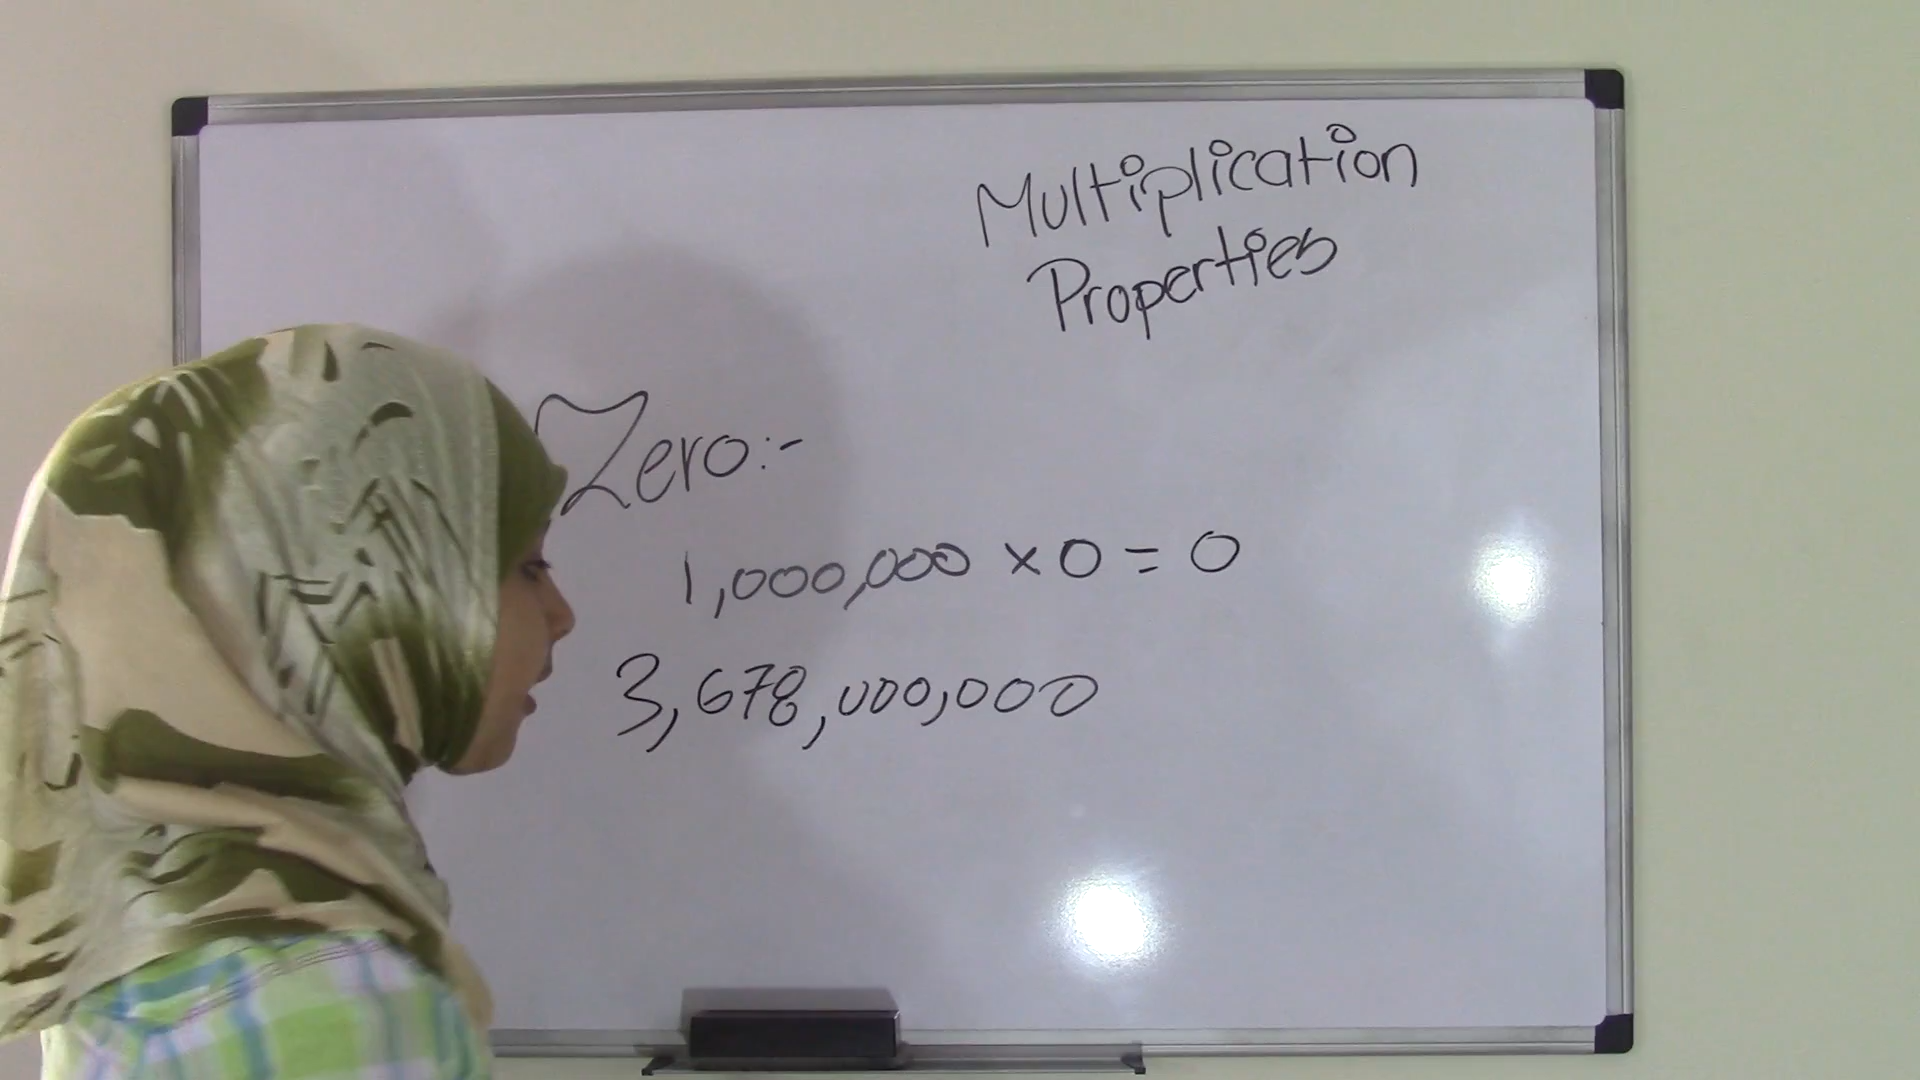 Multiplication
Properties
Zero:-
1,000,000 × 0 = 0
3,678,000,000